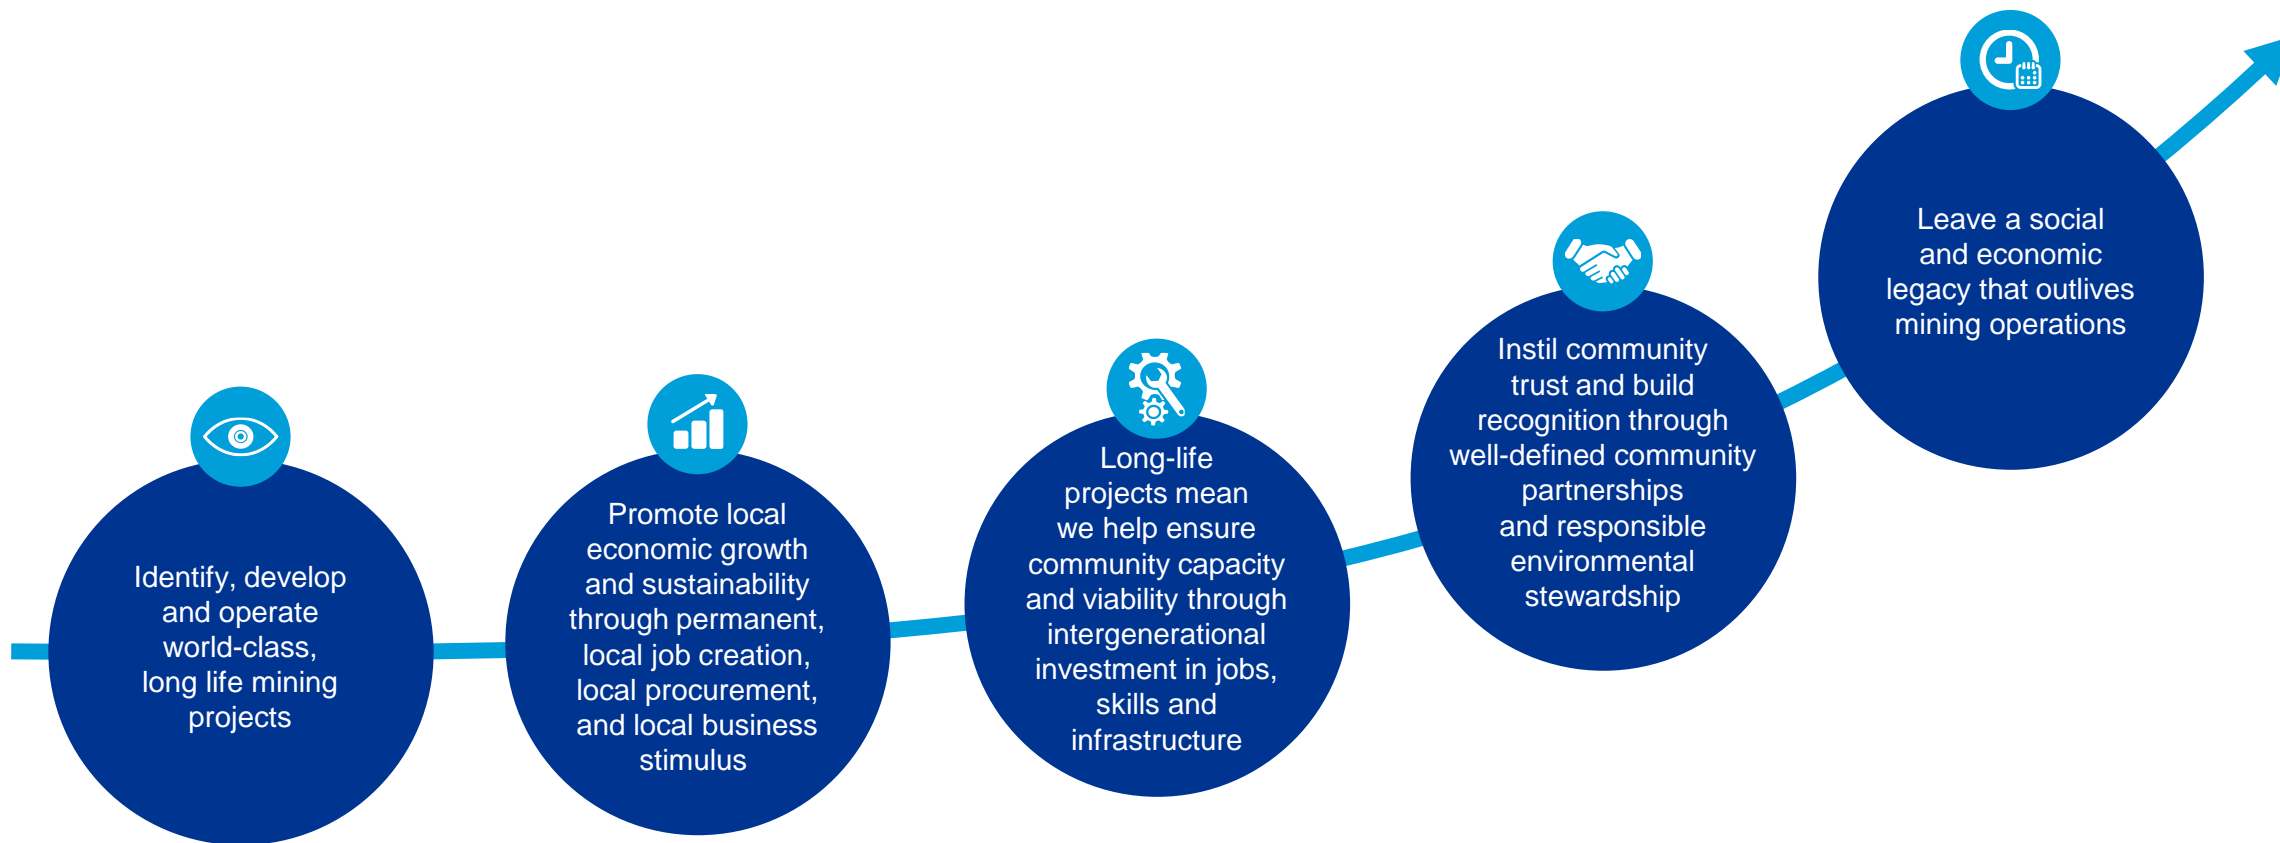 Identify, develop
and operate
world-class,
long life mining
projects
Promote local
economic growth
and sustainability
through permanent,
local job creation,
local procurement,
and local business
stimulus
Long-life
projects mean
we help ensure
community capacity
and viability through
intergenerational
investment in jobs,
skills and
infrastructure
Instil community
trust and build
recognition through
well-defined community
partnerships
and responsible
environmental
stewardship
Leave a social
and economic
legacy that outlives
mining operations